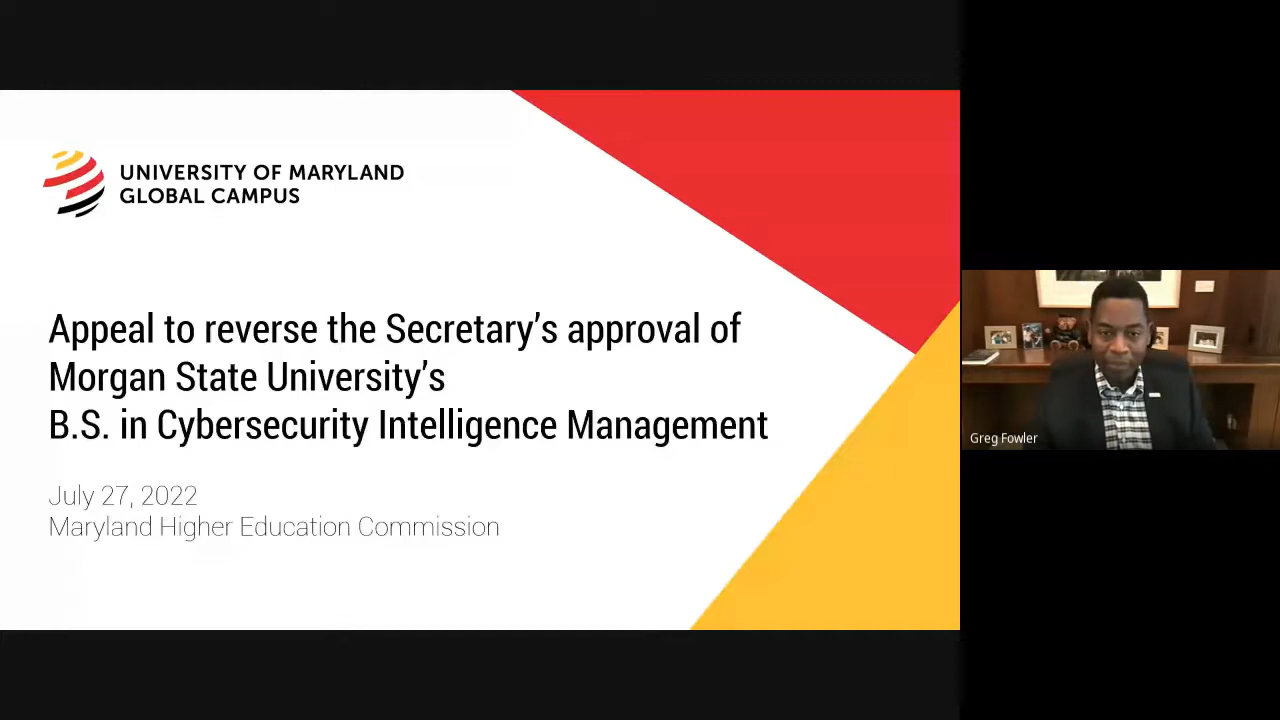 UNIVERSITY OF MARYLAND
GLOBAL CAMPUS
Appeal to reverse the Secretary’s approval of
Morgan State University’s
B.S. in Cybersecurity Intelligence Management
July 27, 2022
Maryland Higher Education Commission
Greg Fowler